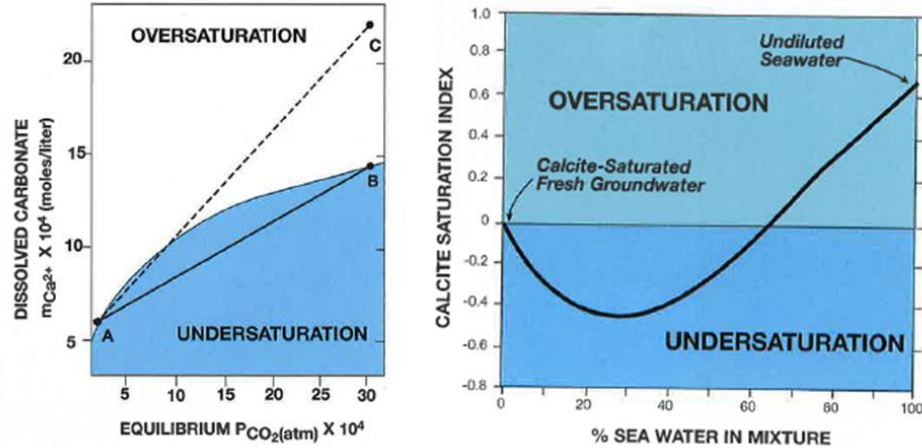 OVERSATURATION
C
20
15
B
10
A
5
UNDERSATURATION
DISSOLVED CARBONATE
mCa²⁺ X 10⁴ (moles/liter)
5 10 15 20 25 30
EQUILIBRIUM PCO₂(atm) X 10⁴
1.0
0.8
0.6
0.4
0.2
0
-0.2
-0.4
-0.6
-0.8
CALCITE SATURATION INDEX
Undiluted
Seawater
OVERSATURATION
Calcite-Saturated
Fresh Groundwater
UNDERSATURATION
0 20 40 60 80 100
% SEA WATER IN MIXTURE